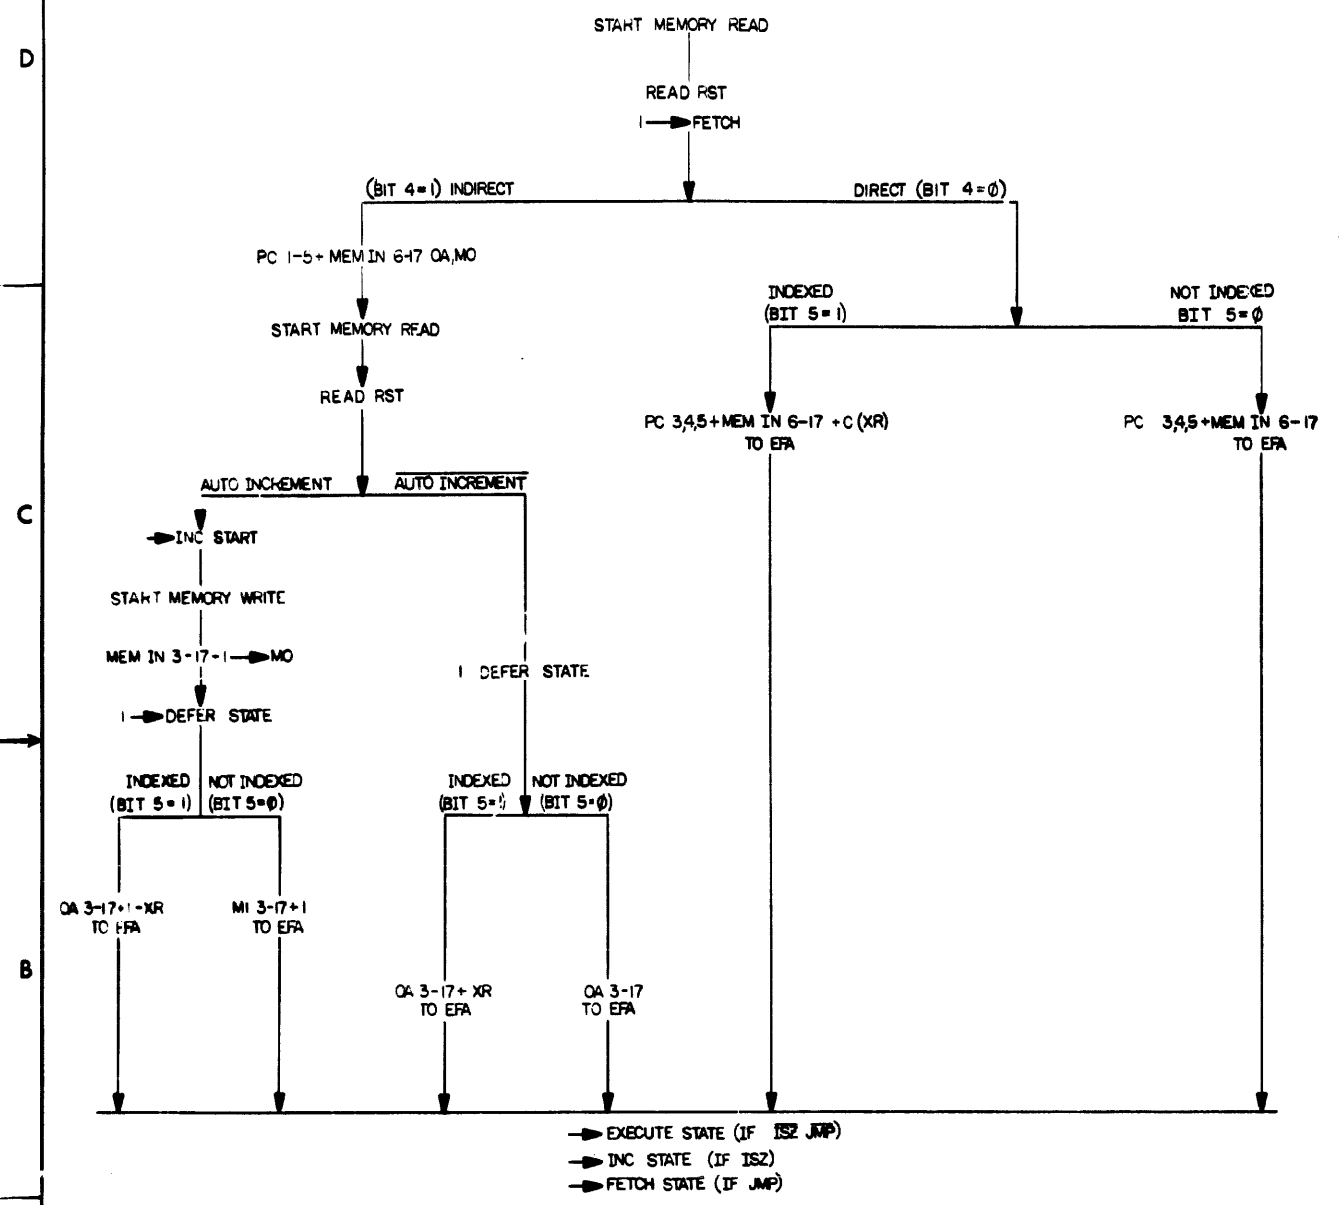 START MEMORY READ
D
READ RST
1 FETCH
(BIT 4=1) INDIRECT
DIRECT (BIT 4=0)
PC 1-5+ MEM IN 6-17 OA,MO
INDEXED
(BIT 5=1)
NOT INDEXED
BIT 5=0
START MEMORY READ
READ RST
PC 3,4,5+MEM IN 6-17 +C(XR)
TO EFA
PC 3,4,5+MEM IN 6-17
TO EFA
AUTO INCREMENT
AUTO INCREMENT
C
INC START
START MEMORY WRITE
MEM IN 3-17-1 MO
1 DEFER STATE
1 DEFER STATE
INDEXED
(BIT 5=1)
NOT INDEXED
(BIT 5=0)
INDEXED
(BIT 5=1)
NOT INDEXED
(BIT 5=0)
OA 3-17+1-XR
TO EFA
MI 3-17+1
TO EFA
B
OA 3-17+ XR
TO EFA
OA 3-17
TO EFA
EXECUTE STATE (IF ISZ JMP)
INC STATE (IF ISZ)
FETCH STATE (IF JMP)